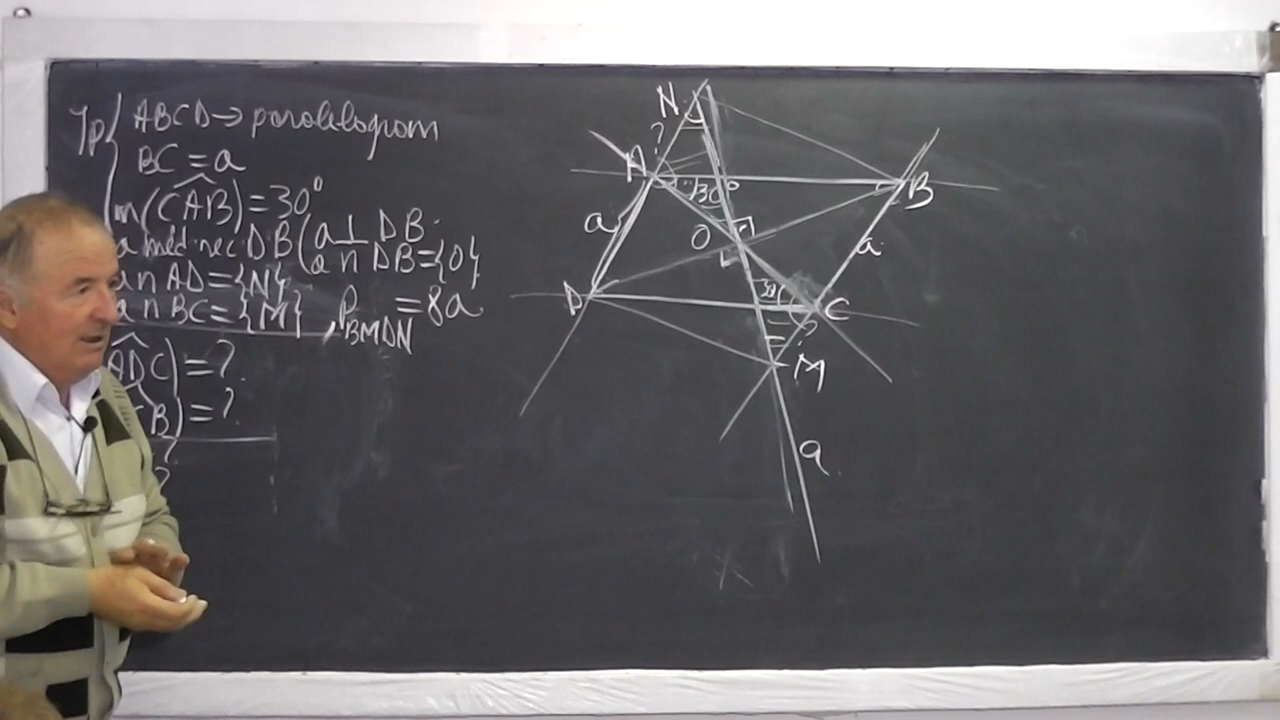 Ip ABCD → paralelogram
BC = a
m(CAB) = 30°
a med. rec DB (a ⊥ DB
a ∩ DB = {O}
a ∩ AD = {N}
a ∩ BC = {M}, P BMDN = 8a
ADC) = ?
B) = ?
?
?
N
?
A
30°
B
a
O
a
D
30
C
?
M
a